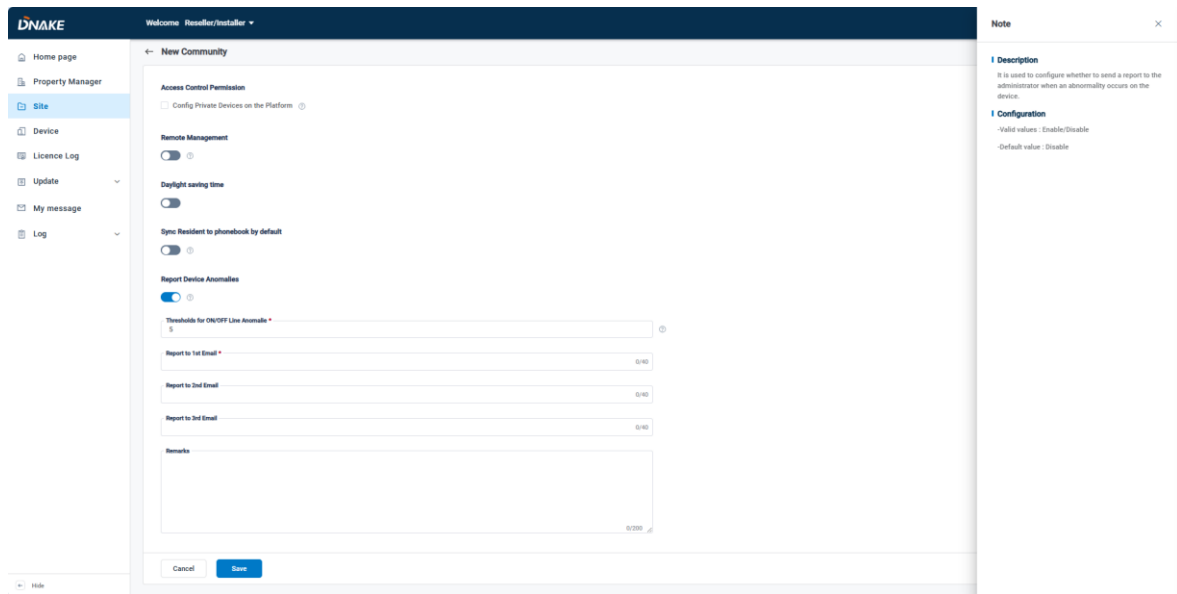 DNAKE
Welcome Reseller/Installer
Home page
Property Manager
Site
Device
Licence Log
Update
My message
Log
Hide
New Community
Access Control Permission
Config Private Devices on the Platform
Remote Management
Daylight saving time
Sync Resident to phonebook by default
Report Device Anomalies
Thresholds for ON/OFF Line Anomalie *
5
Report to 1st Email *
0/40
Report to 2nd Email
0/40
Report to 3rd Email
0/40
Remarks
0/200
Cancel
Save
Note
Description
It is used to configure whether to send a report to the
administrator when an abnormality occurs on the
device.
Configuration
-Valid values : Enable/Disable
-Default value : Disable